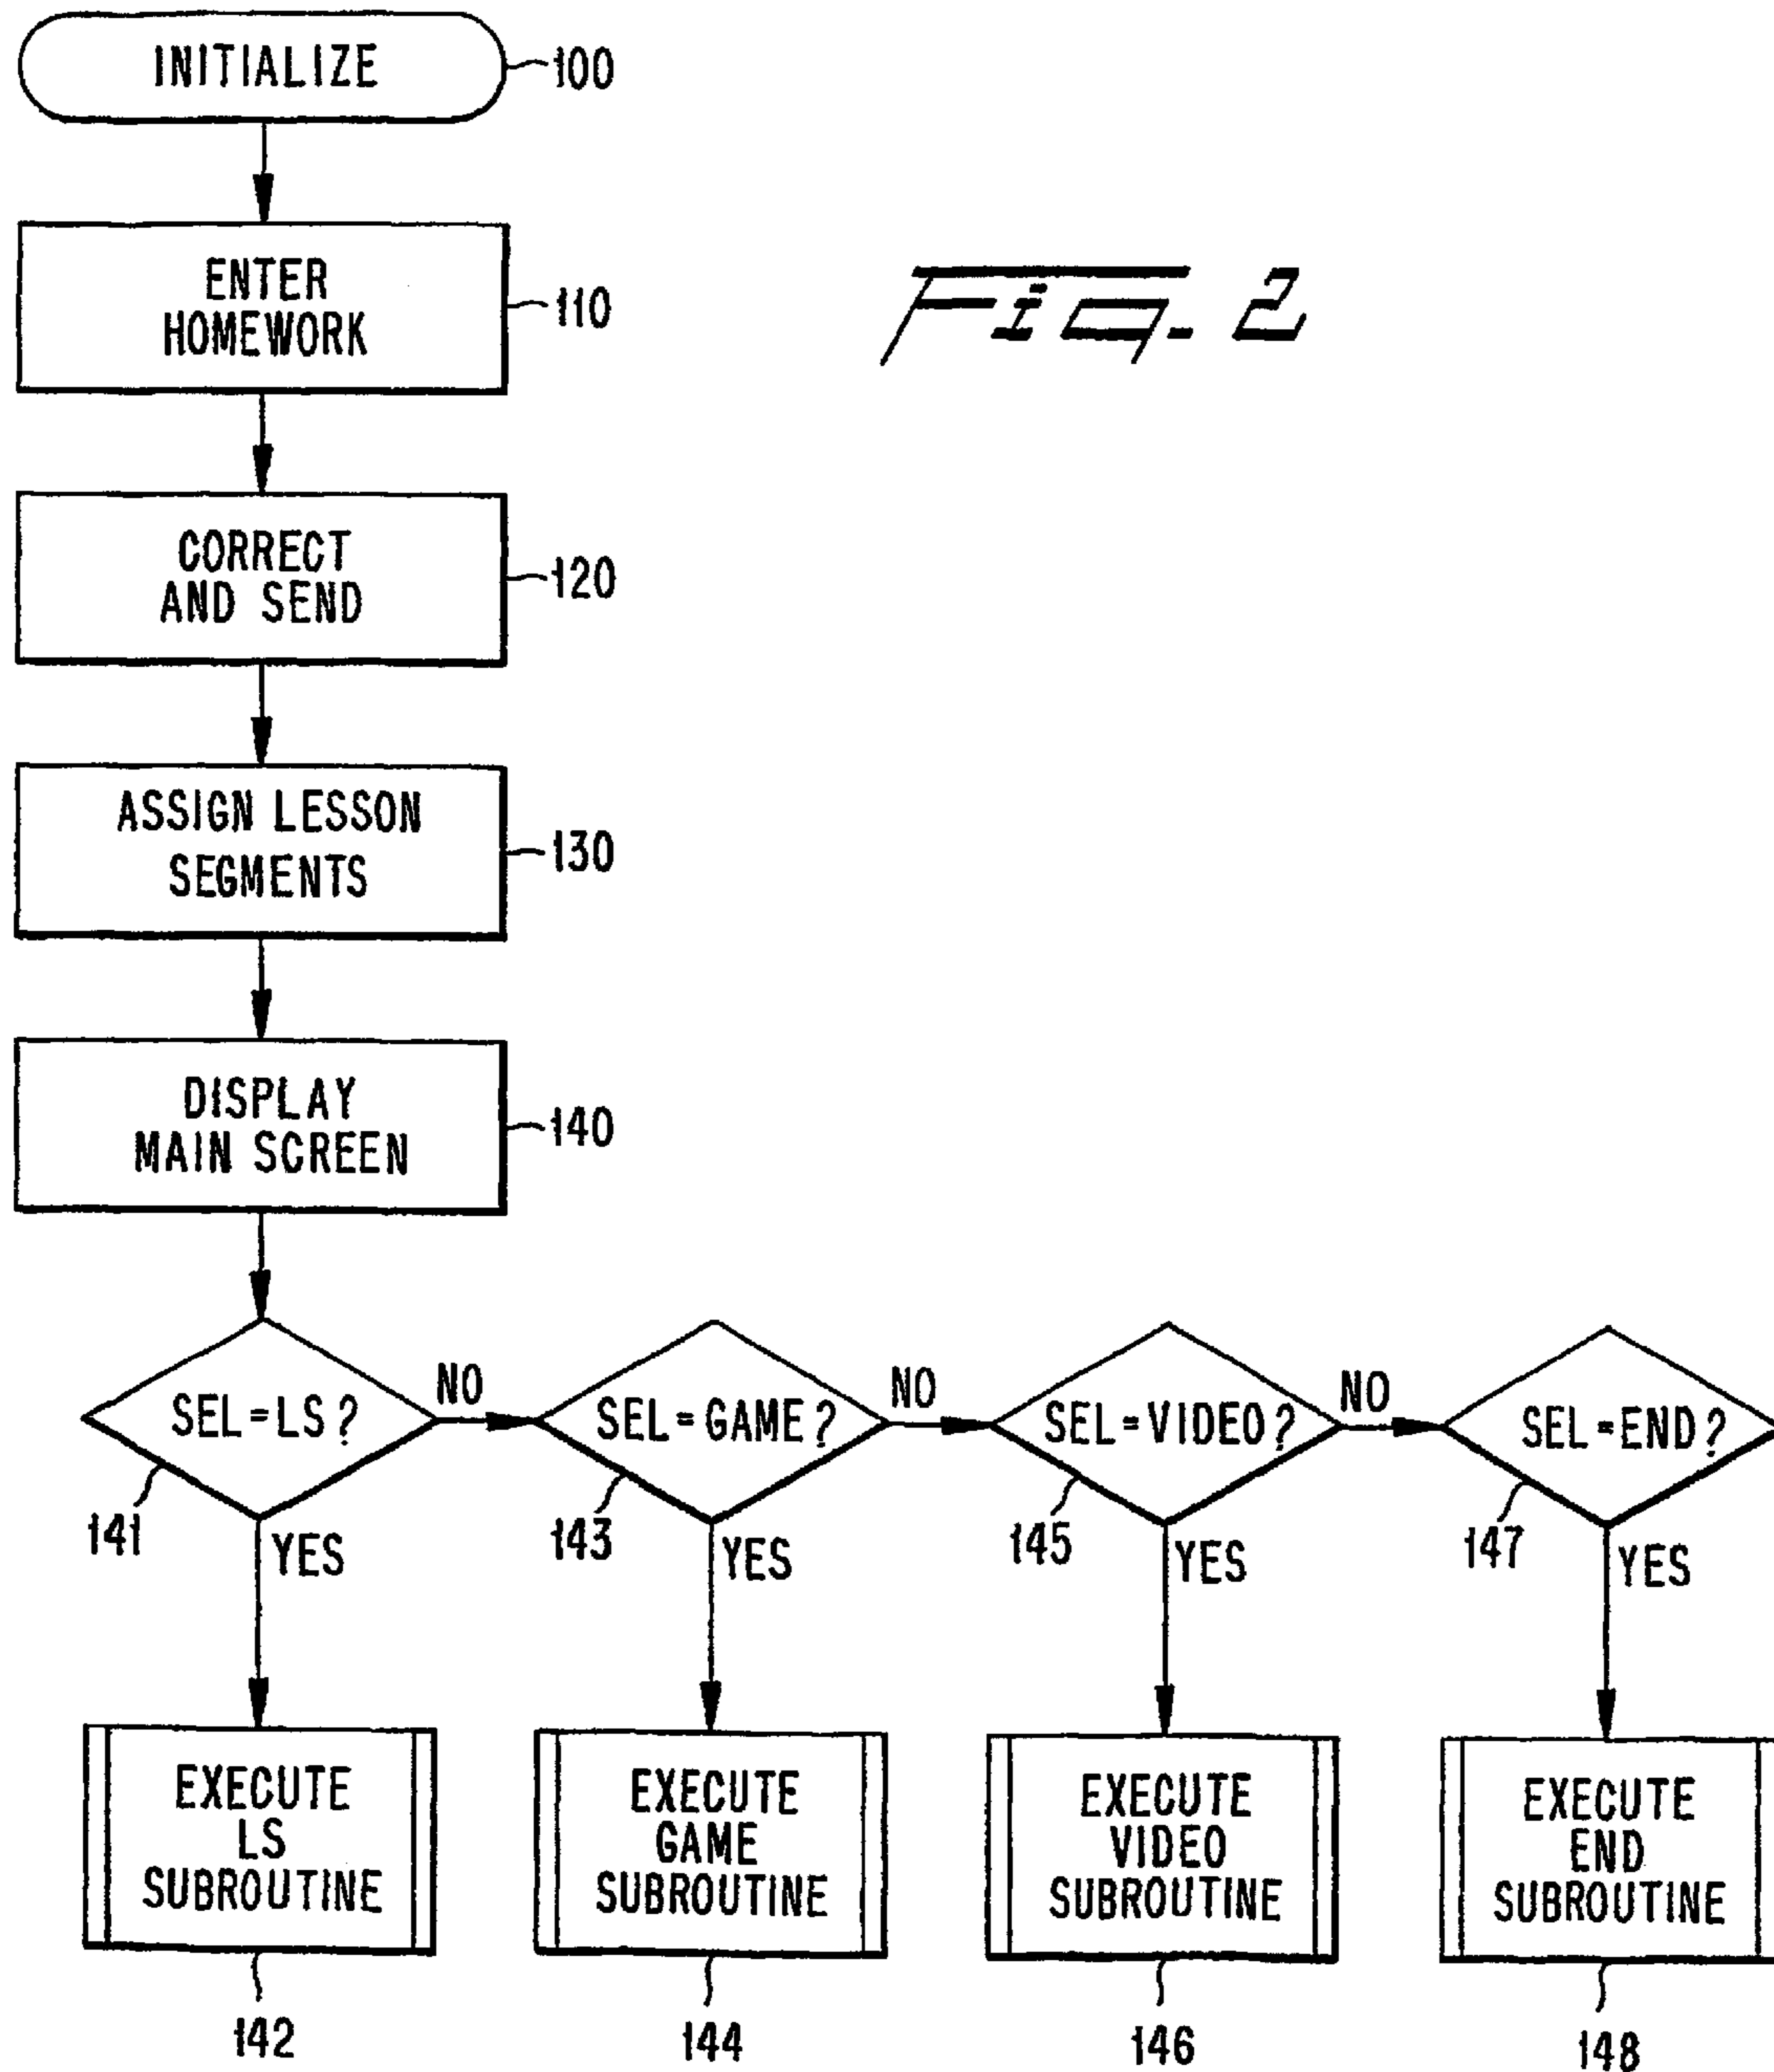 INITIALIZE
100
ENTER
HOMEWORK
110
Fig. 2
CORRECT
AND SEND
120
ASSIGN LESSON
SEGMENTS
130
DISPLAY
MAIN SCREEN
140
SEL=LS?
NO
SEL=GAME?
NO
SEL=VIDEO?
NO
SEL=END?
141
YES
143
YES
145
YES
147
YES
EXECUTE
LS
SUBROUTINE
EXECUTE
GAME
SUBROUTINE
EXECUTE
VIDEO
SUBROUTINE
EXECUTE
END
SUBROUTINE
142
144
146
148